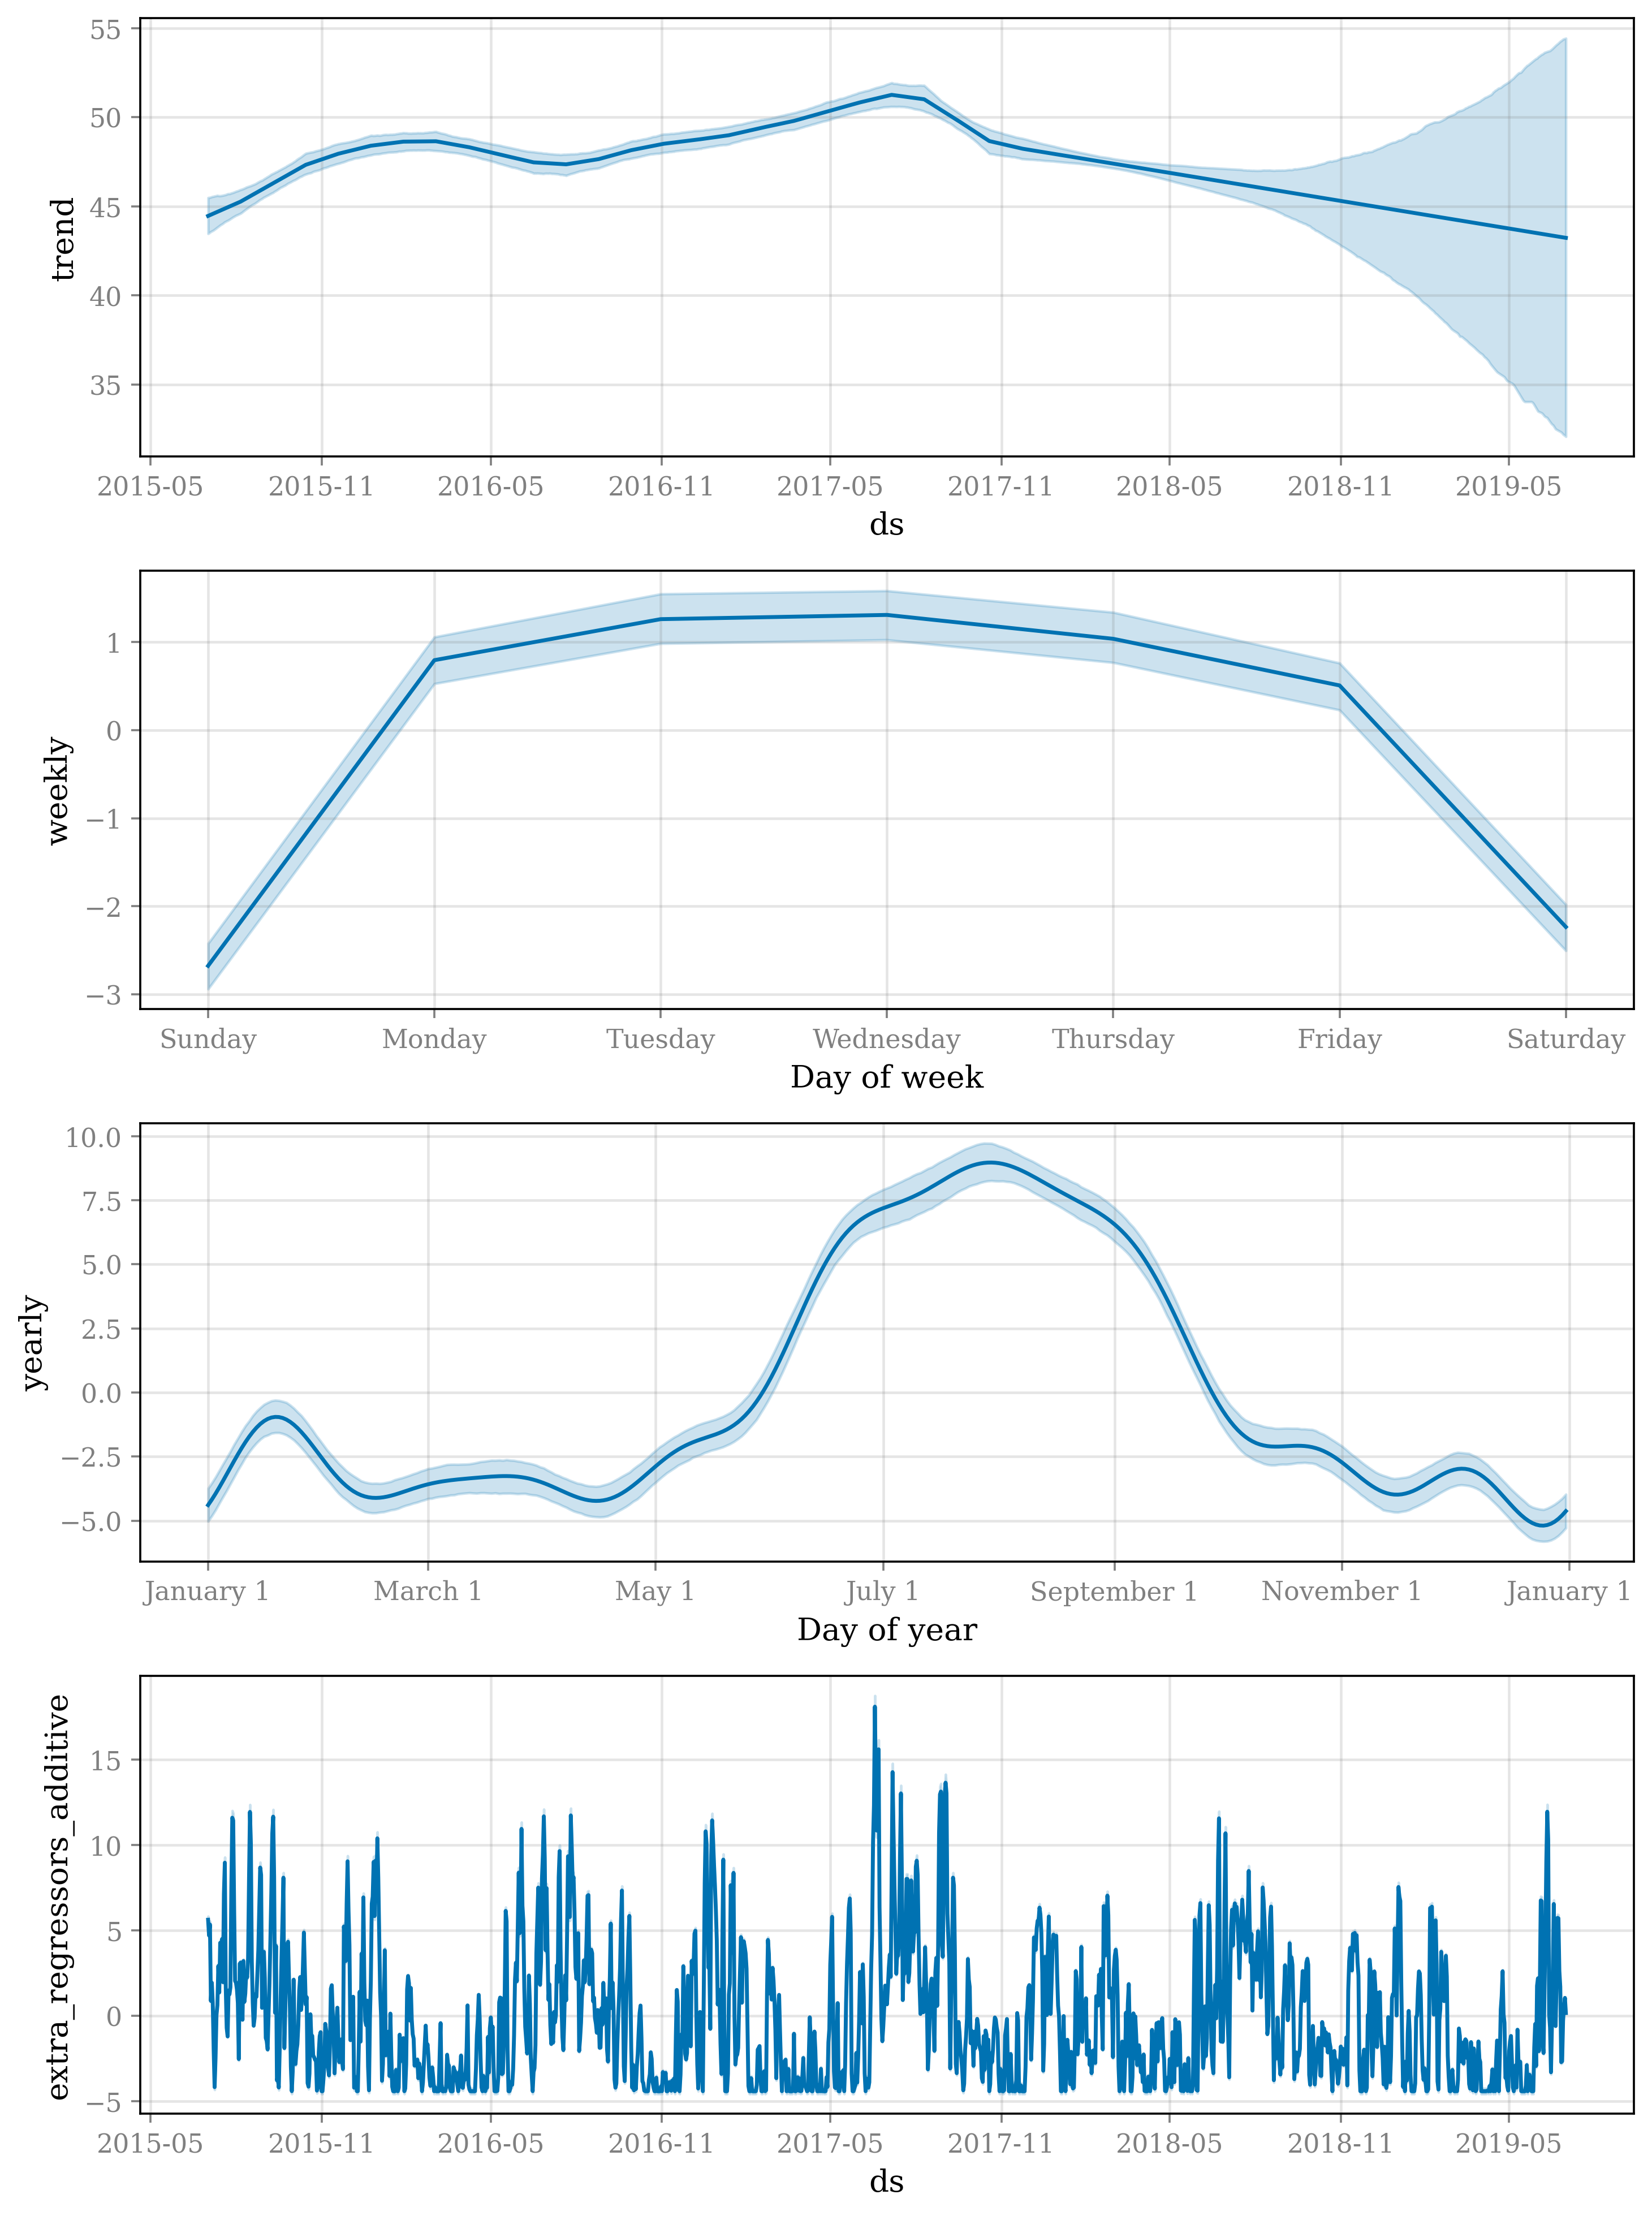 55
50
45
40
35
trend
2015-05 2015-11 2016-05 2016-11 2017-05 2017-11 2018-05 2018-11 2019-05
ds
1
0
−1
−2
−3
weekly
Sunday Monday Tuesday Wednesday Thursday Friday Saturday
Day of week
10.0
7.5
5.0
2.5
0.0
−2.5
−5.0
yearly
January 1 March 1 May 1 July 1 September 1 November 1 January 1
Day of year
15
10
5
0
−5
extra_regressors_additive
2015-05 2015-11 2016-05 2016-11 2017-05 2017-11 2018-05 2018-11 2019-05
ds